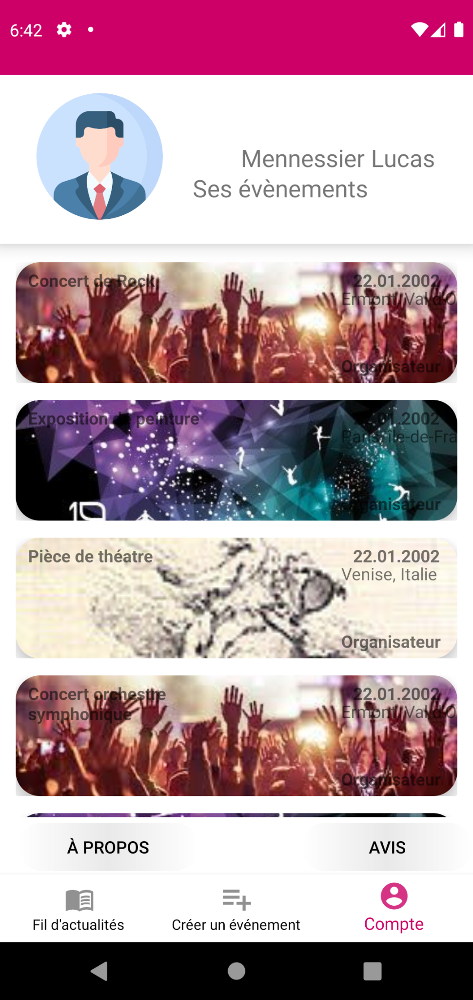 6:42
Mennessier Lucas
Ses évènements
Concert de Rock
22.01.2002
Ermont, Val d'O
Organisateur
Exposition de peinture
22.01.2002
Paris, île-de-Fra
Organisateur
19
Pièce de théatre
22.01.2002
Venise, Italie
Organisateur
Concert orchestre
symphonique
22.01.2002
Ermont, Val d'O
Organisateur
À PROPOS
AVIS
Fil d'actualités
Créer un événement
Compte